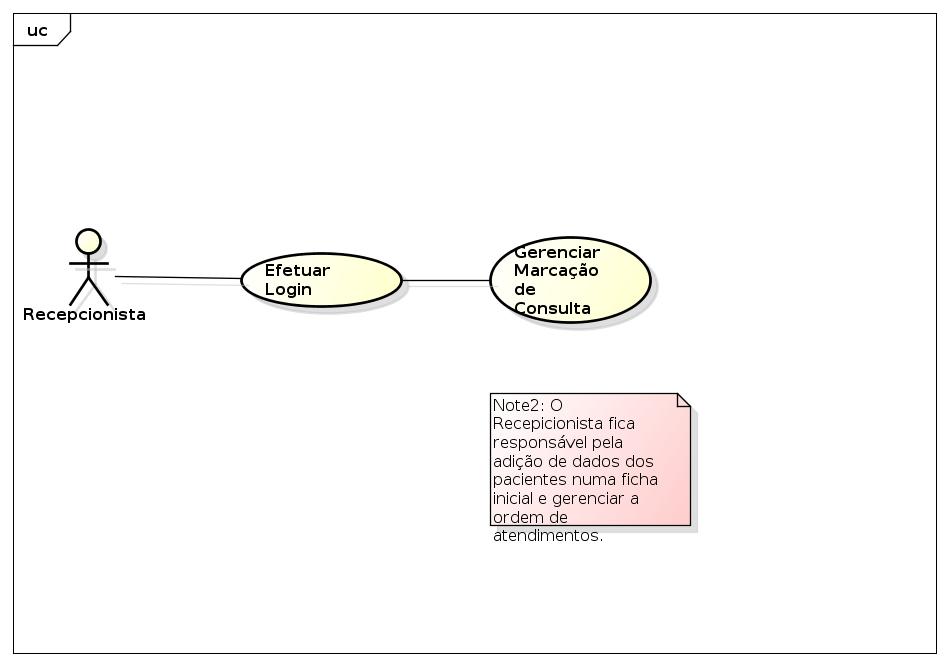 uc
Recepcionista
Efetuar
Login
Gerenciar
Marcação
de
Consulta
Note2: O
Recepicionista fica
responsável pela
adição de dados dos
pacientes numa ficha
inicial e gerenciar a
ordem de
atendimentos.